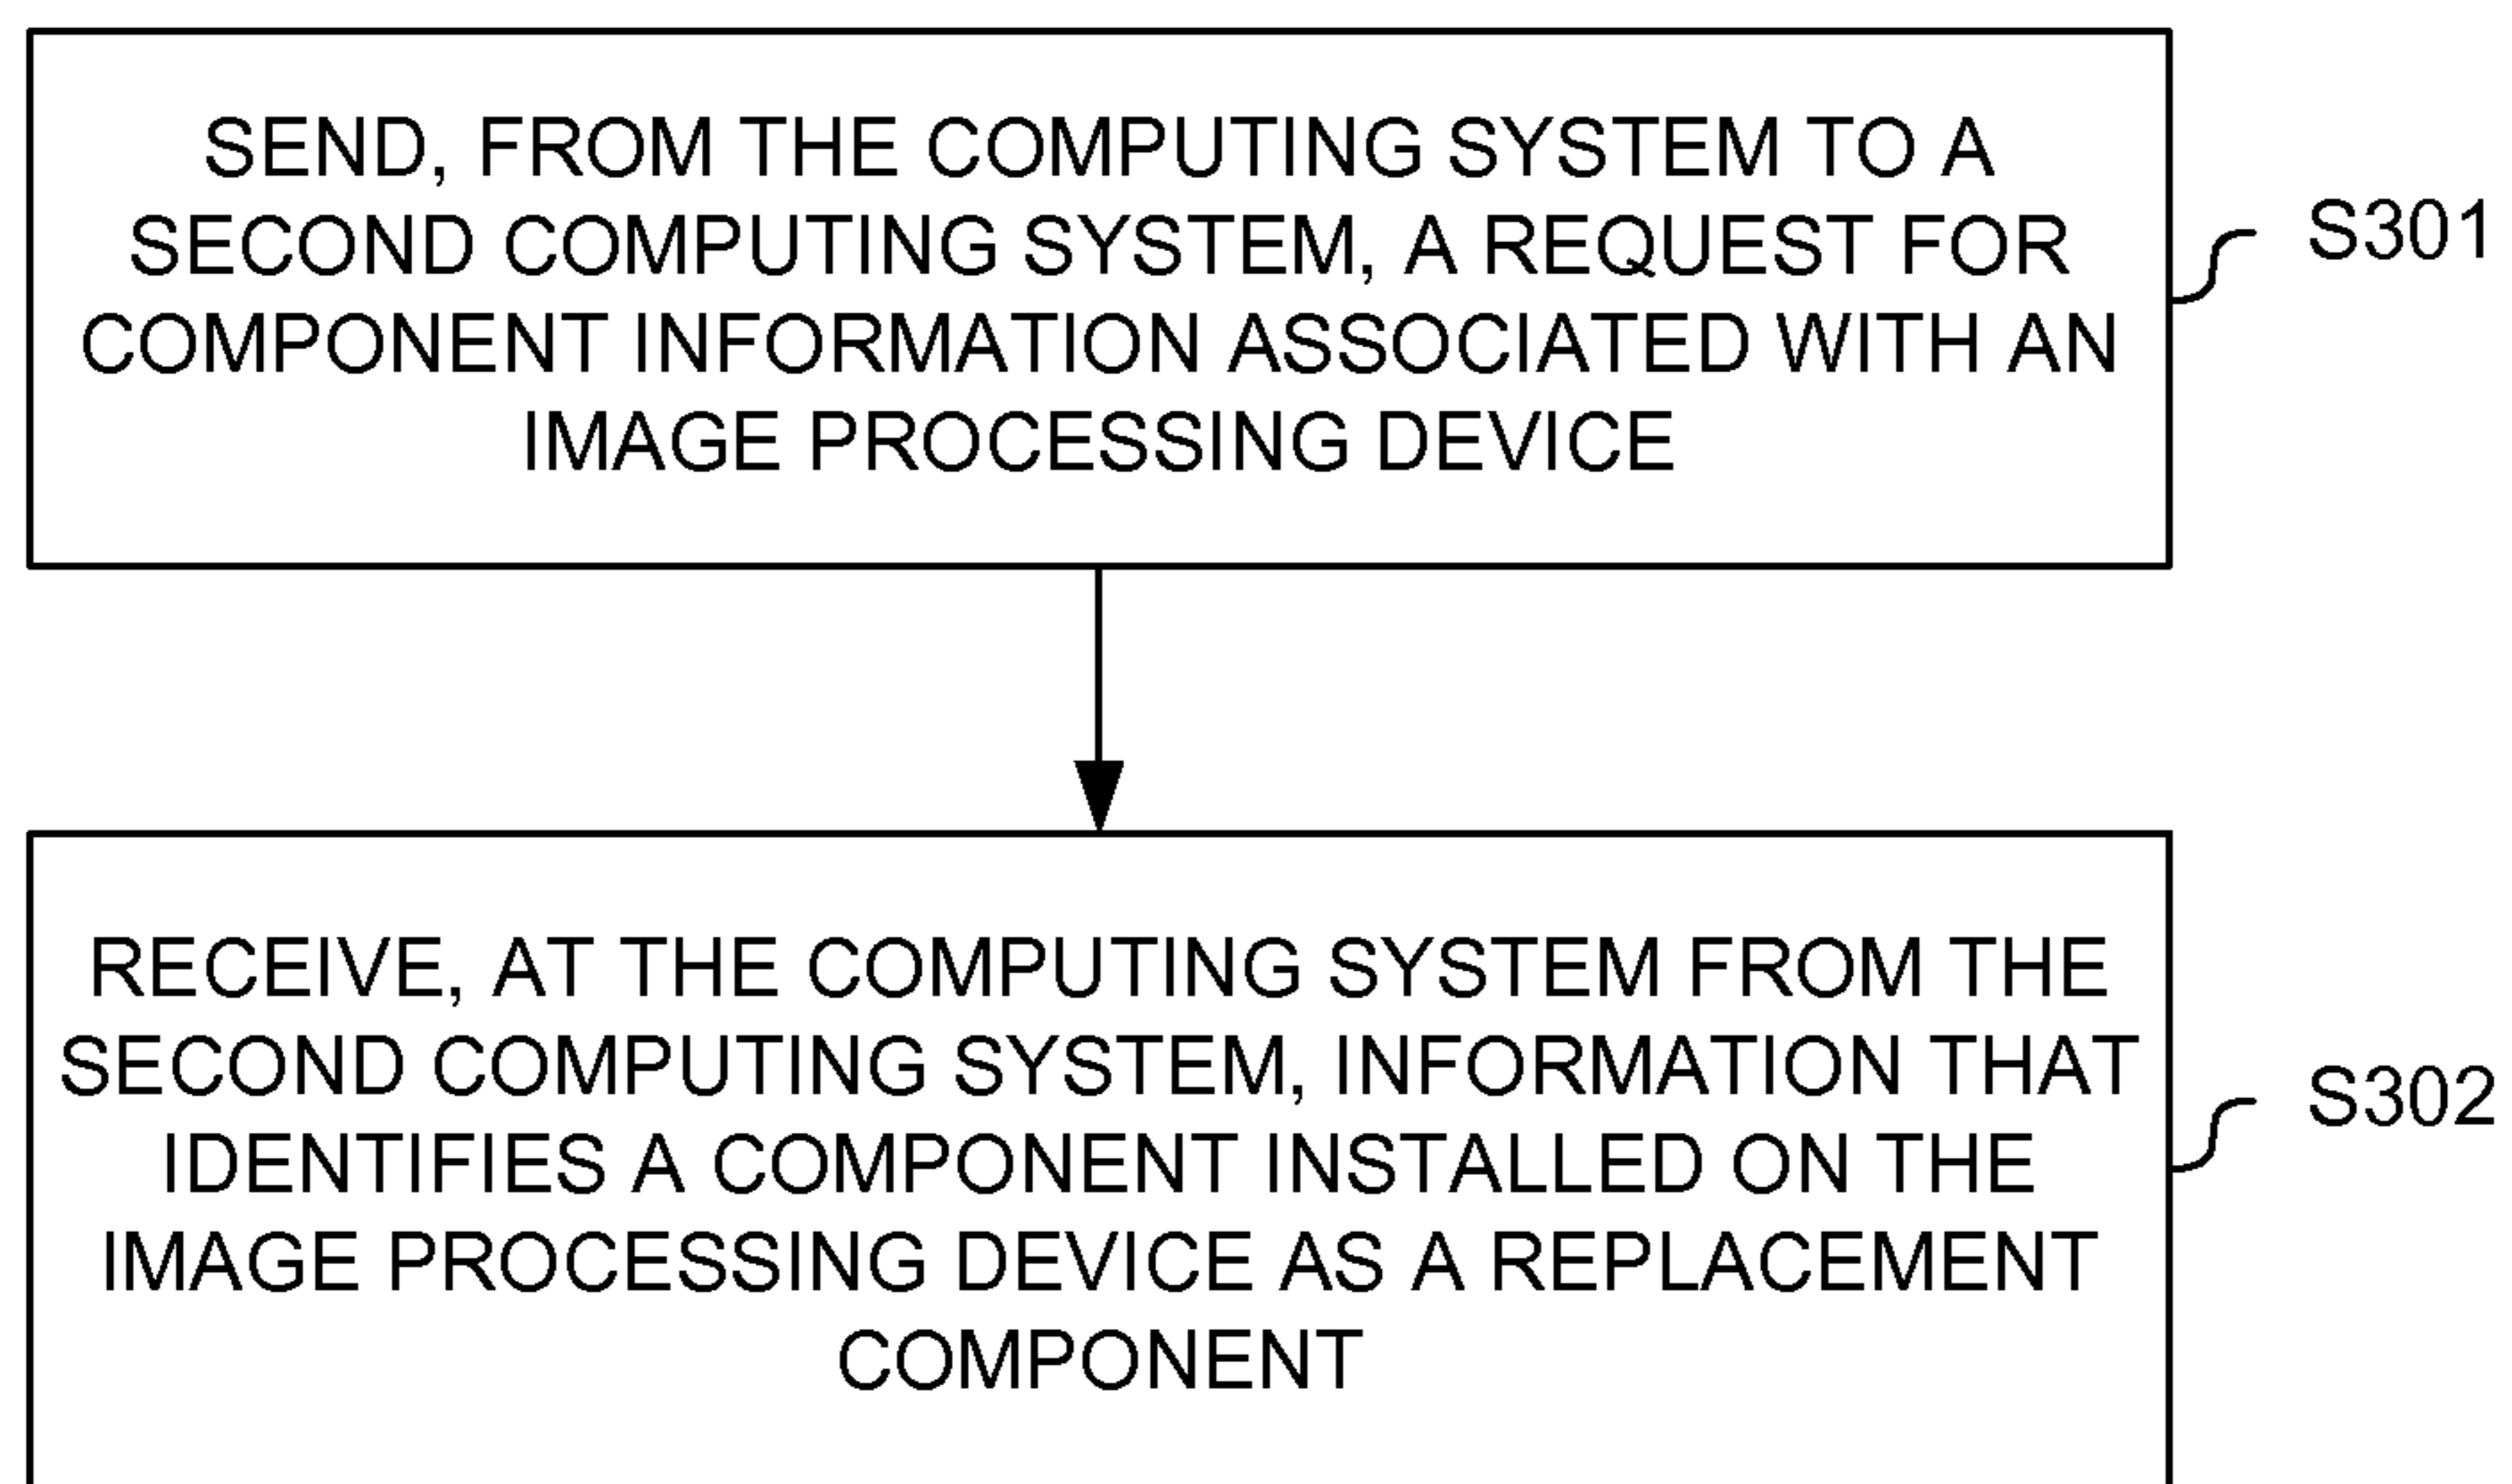 SEND, FROM THE COMPUTING SYSTEM TO A
SECOND COMPUTING SYSTEM, A REQUEST FOR
COMPONENT INFORMATION ASSOCIATED WITH AN
IMAGE PROCESSING DEVICE
S301
RECEIVE, AT THE COMPUTING SYSTEM FROM THE
SECOND COMPUTING SYSTEM, INFORMATION THAT
IDENTIFIES A COMPONENT INSTALLED ON THE
IMAGE PROCESSING DEVICE AS A REPLACEMENT
COMPONENT
S302